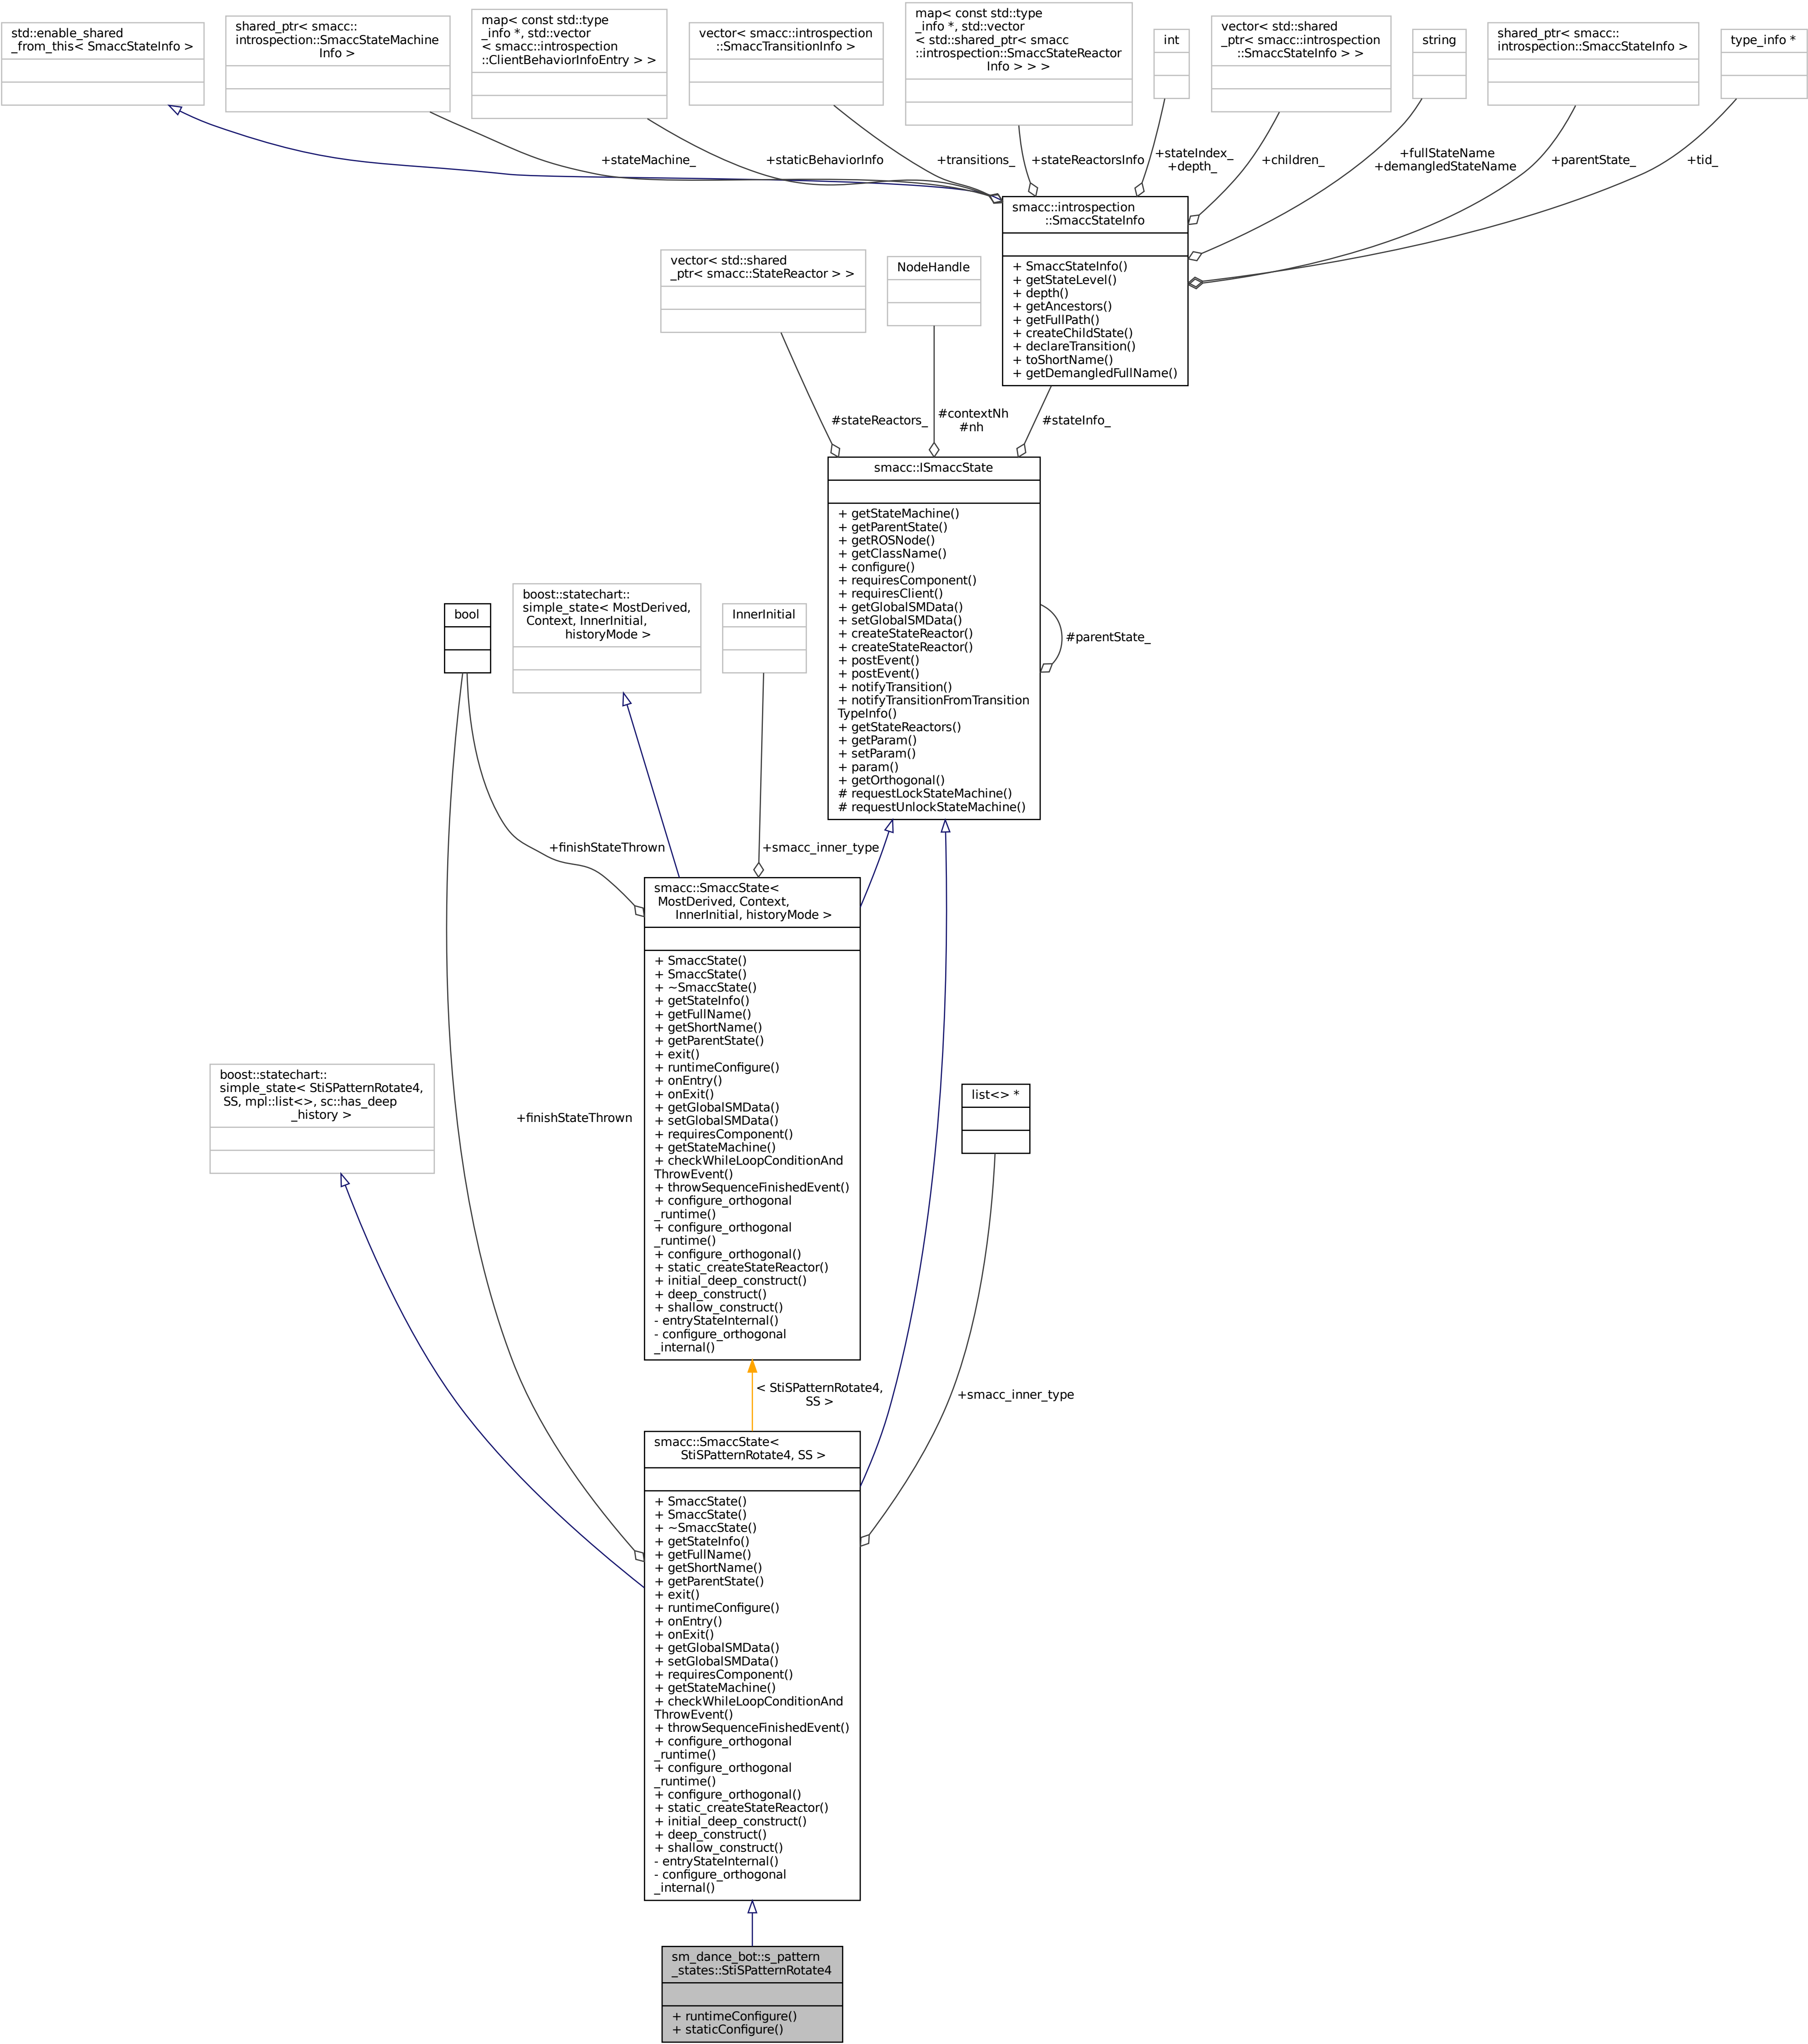 std::enable_shared
_from_this< SmaccStateInfo >
shared_ptr< smacc::
introspection::SmaccStateMachine
Info >
map< const std::type
_info *, std::vector
< smacc::introspection
::ClientBehaviorInfoEntry > >
vector< smacc::introspection
::SmaccTransitionInfo >
map< const std::type
_info *, std::vector
< std::shared_ptr< smacc
::introspection::SmaccStateReactor
Info > > >
int
vector< std::shared
_ptr< smacc::introspection
::SmaccStateInfo > >
string
shared_ptr< smacc::
introspection::SmaccStateInfo >
type_info *
+stateMachine_
+staticBehaviorInfo
+transitions_
+stateReactorsInfo
+stateIndex_
+depth_
+children_
+fullStateName
+demangledStateName
+parentState_
+tid_
smacc::introspection
::SmaccStateInfo
+ SmaccStateInfo()
+ getStateLevel()
+ depth()
+ getAncestors()
+ getFullPath()
+ createChildState()
+ declareTransition()
+ toShortName()
+ getDemangledFullName()
vector< std::shared
_ptr< smacc::StateReactor > >
NodeHandle
#stateReactors_
#contextNh
#nh
#stateInfo_
smacc::ISmaccState
+ getStateMachine()
+ getParentState()
+ getROSNode()
+ getClassName()
+ configure()
+ requiresComponent()
+ requiresClient()
+ getGlobalSMData()
+ setGlobalSMData()
+ createStateReactor()
+ createStateReactor()
+ postEvent()
+ postEvent()
+ notifyTransition()
+ notifyTransitionFromTransition
TypeInfo()
+ getStateReactors()
+ getParam()
+ setParam()
+ param()
+ getOrthogonal()
# requestLockStateMachine()
# requestUnlockStateMachine()
#parentState_
bool
boost::statechart::
simple_state< MostDerived,
Context, InnerInitial,
historyMode >
InnerInitial
+finishStateThrown
+smacc_inner_type
smacc::SmaccState<
MostDerived, Context,
InnerInitial, historyMode >
+ SmaccState()
+ SmaccState()
+ ~SmaccState()
+ getStateInfo()
+ getFullName()
+ getShortName()
+ getParentState()
+ exit()
+ runtimeConfigure()
+ onEntry()
+ onExit()
+ getGlobalSMData()
+ setGlobalSMData()
+ requiresComponent()
+ getStateMachine()
+ checkWhileLoopConditionAnd
ThrowEvent()
+ throwSequenceFinishedEvent()
+ configure_orthogonal
_runtime()
+ configure_orthogonal
_runtime()
+ configure_orthogonal()
+ static_createStateReactor()
+ initial_deep_construct()
+ deep_construct()
+ shallow_construct()
- entryStateInternal()
- configure_orthogonal
_internal()
boost::statechart::
simple_state< StiSPatternRotate4,
SS, mpl::list<>, sc::has_deep
_history >
+finishStateThrown
list<> *
< StiSPatternRotate4,
SS >
+smacc_inner_type
smacc::SmaccState<
StiSPatternRotate4, SS >
+ SmaccState()
+ SmaccState()
+ ~SmaccState()
+ getStateInfo()
+ getFullName()
+ getShortName()
+ getParentState()
+ exit()
+ runtimeConfigure()
+ onEntry()
+ onExit()
+ getGlobalSMData()
+ setGlobalSMData()
+ requiresComponent()
+ getStateMachine()
+ checkWhileLoopConditionAnd
ThrowEvent()
+ throwSequenceFinishedEvent()
+ configure_orthogonal
_runtime()
+ configure_orthogonal
_runtime()
+ configure_orthogonal()
+ static_createStateReactor()
+ initial_deep_construct()
+ deep_construct()
+ shallow_construct()
- entryStateInternal()
- configure_orthogonal
_internal()
sm_dance_bot::s_pattern
_states::StiSPatternRotate4
+ runtimeConfigure()
+ staticConfigure()